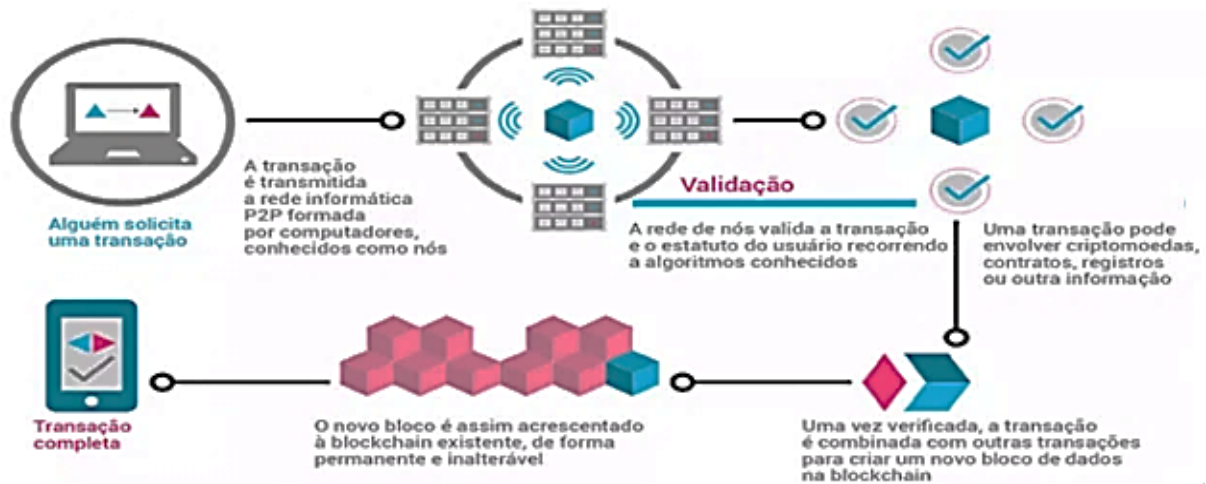 Alguém solicita
uma transação
A transação
é transmitida
a rede informática
P2P formada
por computadores,
conhecidos como nós
Validação
A rede de nós valida a transação
e o estatuto do usuário recorrendo
a algoritmos conhecidos
Uma transação pode
envolver criptomoedas,
contratos, registros
ou outra informação
Uma vez verificada, a transação
é combinada com outras transações
para criar um novo bloco de dados
na blockchain
O novo bloco é assim acrescentado
à blockchain existente, de forma
permanente e inalterável
Transação
completa